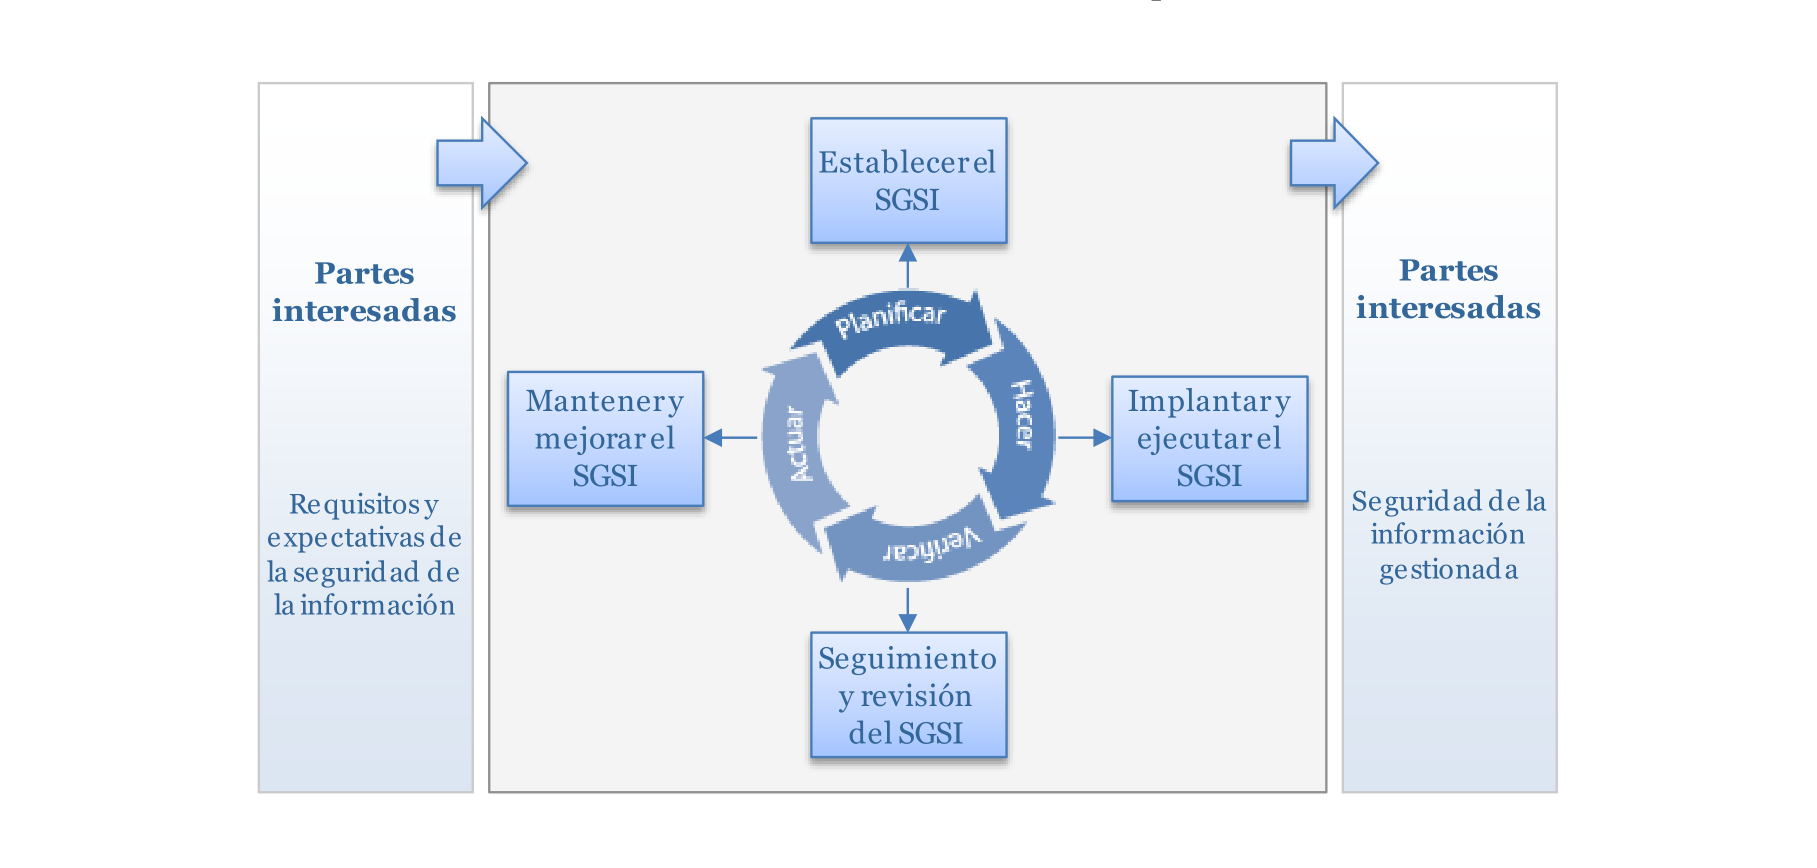 Partes
interesadas
Requisitos y
expectativas de
la seguridad de
la información
Establecer el
SGSI
Planificar
Hacer
Verificar
Actuar
Mantener y
mejorar el
SGSI
Implantar y
ejecutar el
SGSI
Seguimiento
y revisión
del SGSI
Partes
interesadas
Seguridad de la
información
gestionada